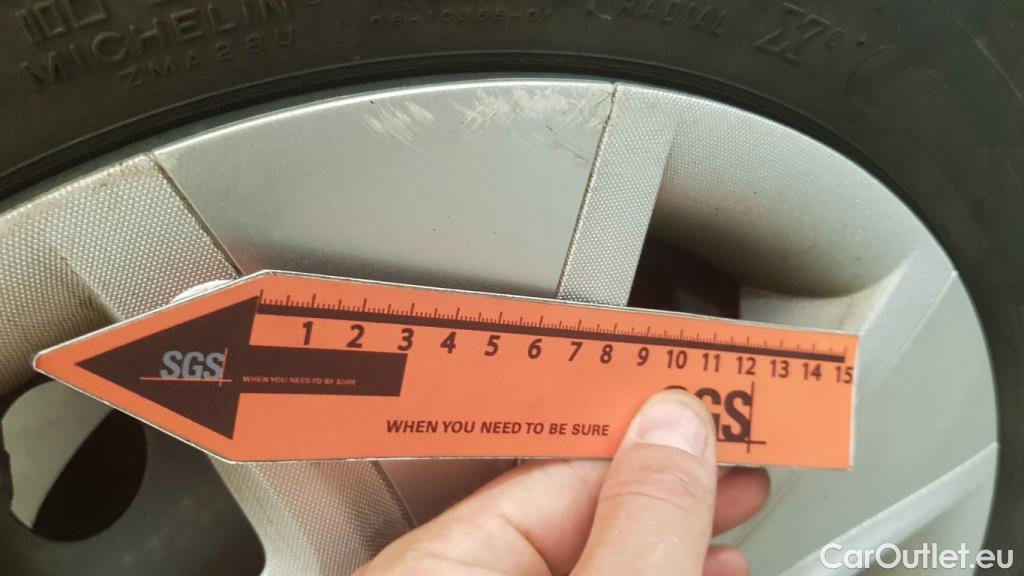 MICHELIN
ZMA28U
RADIAL X®
1 2 3 4 5 6 7 8 9 10 11 12 13 14 15
SGS
WHEN YOU NEED TO BE SURE
SGS
WHEN YOU NEED TO BE SURE
CarOutlet.eu